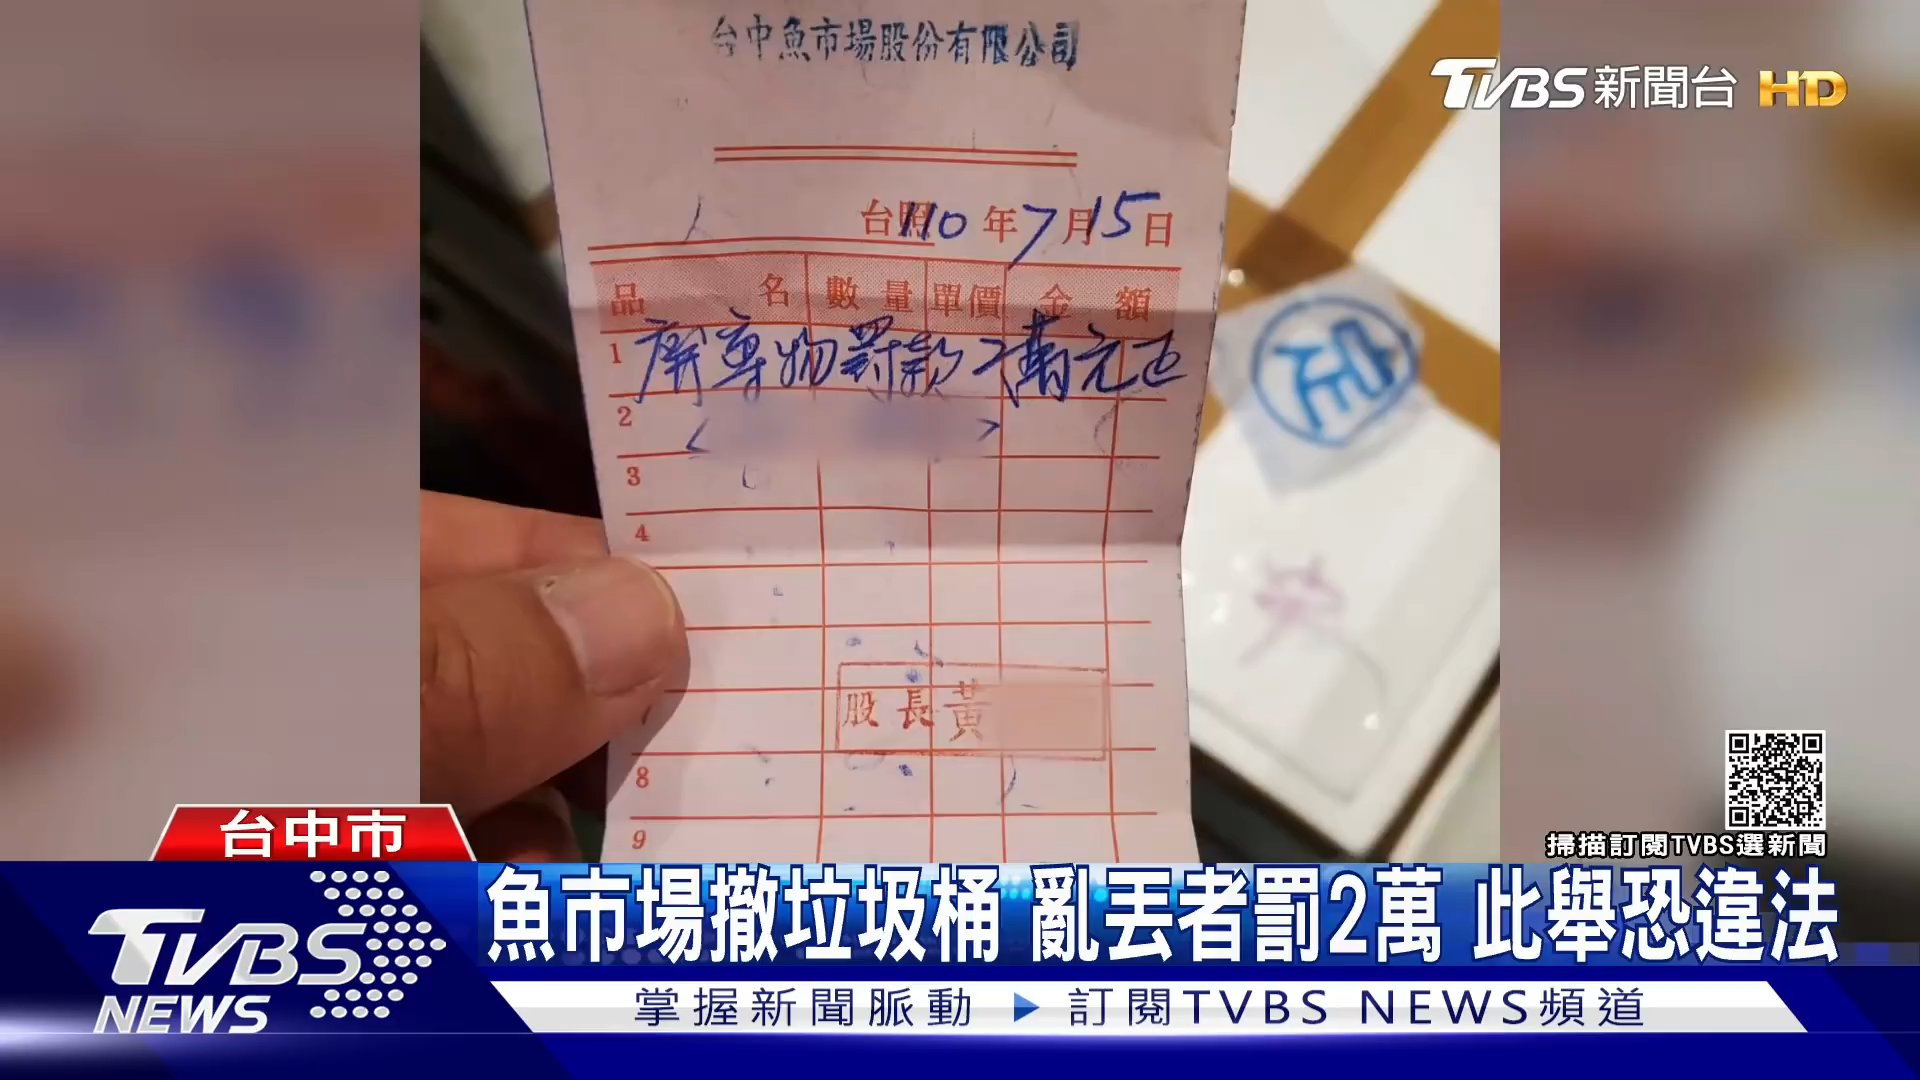 台中魚市場股份有限公司
TVBS新聞台 HD
台照 110年7月15日
品名 數量 單價 金額
1 廢棄物罰款2萬元正
2 < >
3
4
股長黃
8
9
掃描訂閱TVBS選新聞
台中市
魚市場撤垃圾桶 亂丟者罰2萬 此舉恐違法
TVBS NEWS
掌握新聞脈動 ▶ 訂閱TVBS NEWS頻道